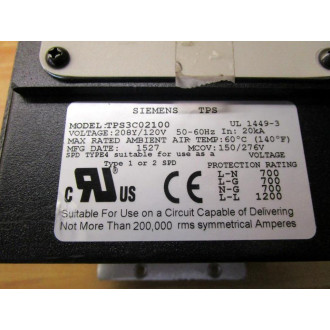 SIEMENS TPS
MODEL:TPS3C02100 UL 1449-3
VOLTAGE:208Y/120V 50-60Hz In: 20kA
MAX RATED AMBIENT AIR TEMP:60°C (140°F)
MFG DATE: 1527 MCOV:150/276V
SPD TYPE4 suitable for use as a VOLTAGE
Type 1 or 2 SPD PROTECTION RATING
L-N 700
L-G 700
N-G 700
L-L 1200
c RU US CE
Suitable For Use on a Circuit Capable of Delivering
Not More Than 200,000 rms symmetrical Amperes